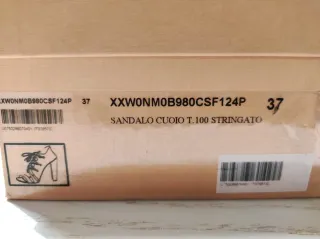 XXW0NM0B980CSF124P 37
XXW0NM0B980CSF124P 37
SANDALO CUOIO T.100 STRINGATO